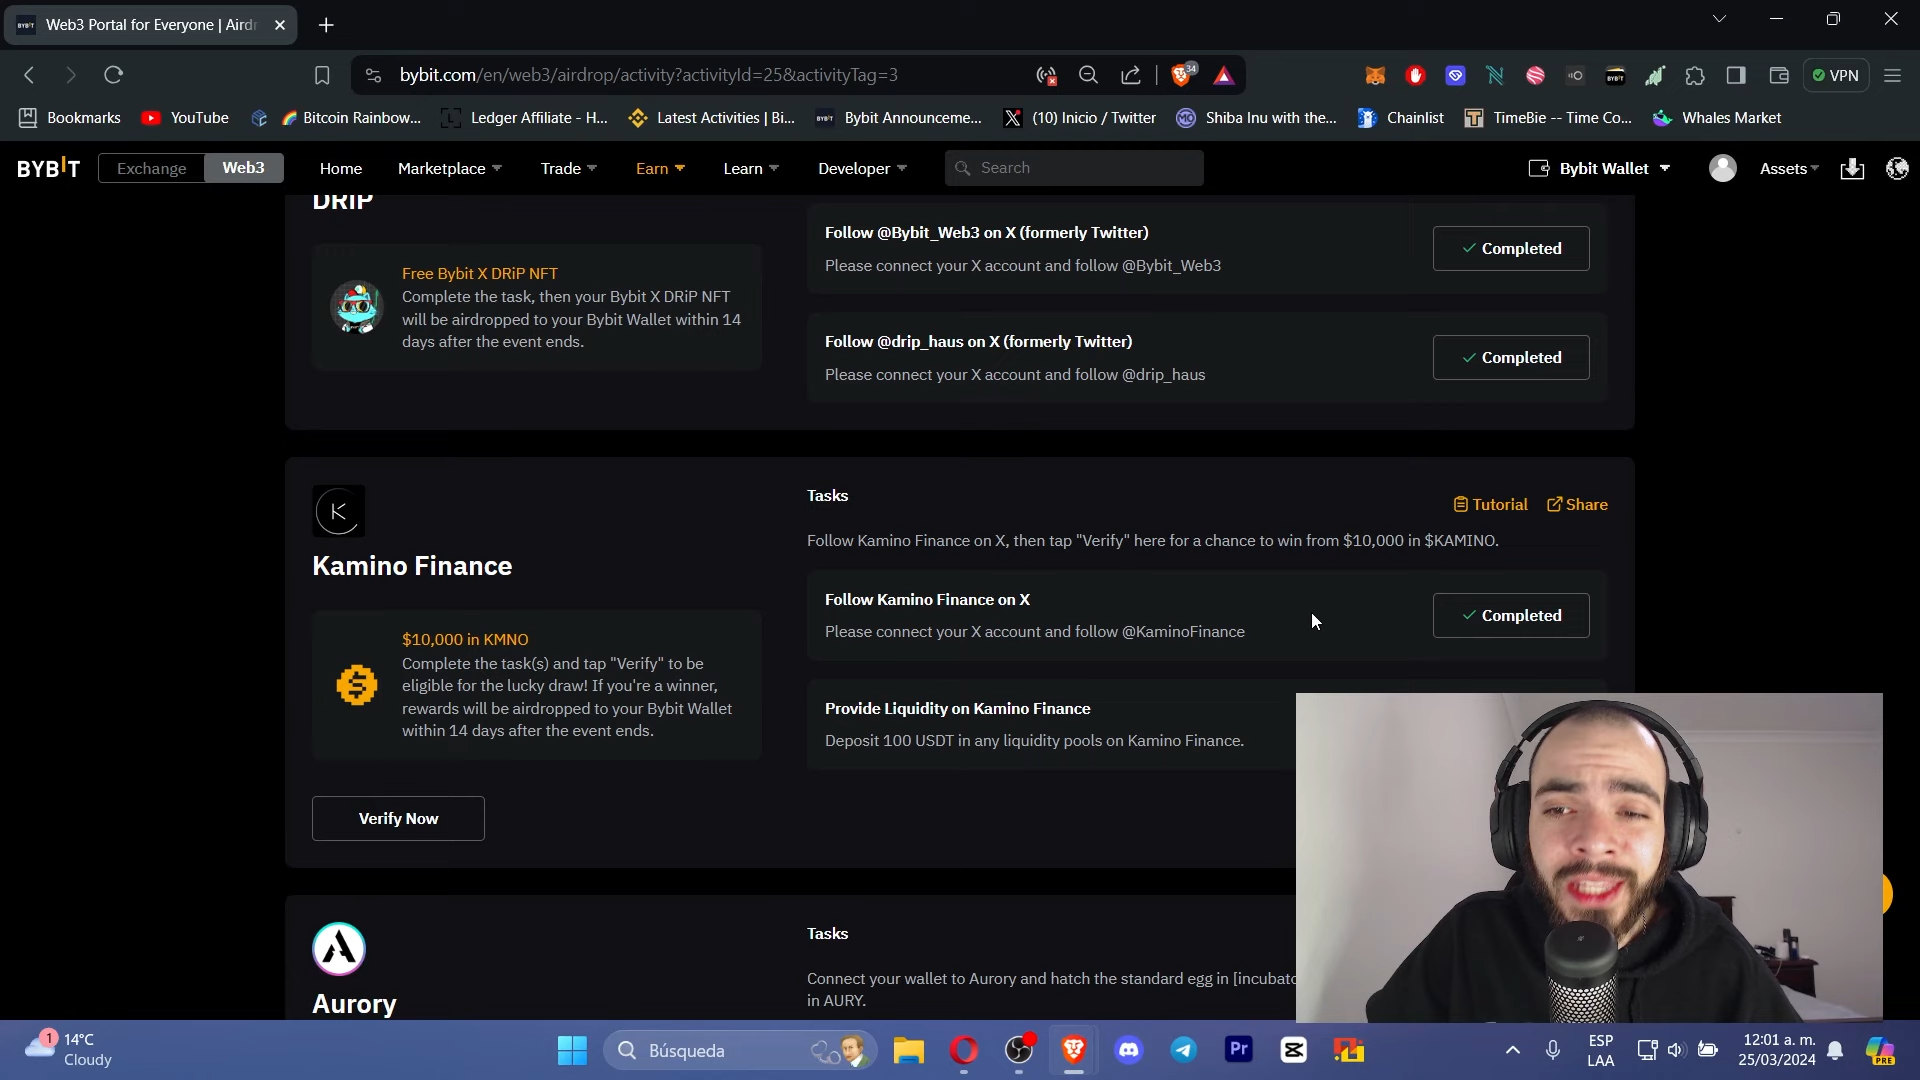 Web3 Portal for Everyone | Aird
bybit.com/en/web3/airdrop/activity?activityId=25&activityTag=3
34
VPN
Bookmarks
YouTube
Bitcoin Rainbow...
Ledger Affiliate - H...
Latest Activities | Bi...
Bybit Announceme...
(10) Inicio / Twitter
Shiba Inu with the...
Chainlist
TimeBie -- Time Co...
Whales Market
BYBIT
Exchange
Web3
Home
Marketplace
Trade
Earn
Learn
Developer
Search
Bybit Wallet
Assets
DRiP
Free Bybit X DRiP NFT
Complete the task, then your Bybit X DRiP NFT
will be airdropped to your Bybit Wallet within 14
days after the event ends.
Follow @Bybit_Web3 on X (formerly Twitter)
Please connect your X account and follow @Bybit_Web3
Completed
Follow @drip_haus on X (formerly Twitter)
Please connect your X account and follow @drip_haus
Completed
Kamino Finance
$10,000 in KMNO
Complete the task(s) and tap "Verify" to be
eligible for the lucky draw! If you're a winner,
rewards will be airdropped to your Bybit Wallet
within 14 days after the event ends.
Verify Now
Tasks
Tutorial
Share
Follow Kamino Finance on X, then tap "Verify" here for a chance to win from $10,000 in $KAMINO.
Follow Kamino Finance on X
Please connect your X account and follow @KaminoFinance
Completed
Provide Liquidity on Kamino Finance
Deposit 100 USDT in any liquidity pools on Kamino Finance.
Aurory
Tasks
Connect your wallet to Aurory and hatch the standard egg in [incubato
in AURY.
1
14°C
Cloudy
Búsqueda
Pr
ESP
LAA
12:01 a. m.
25/03/2024
PRE